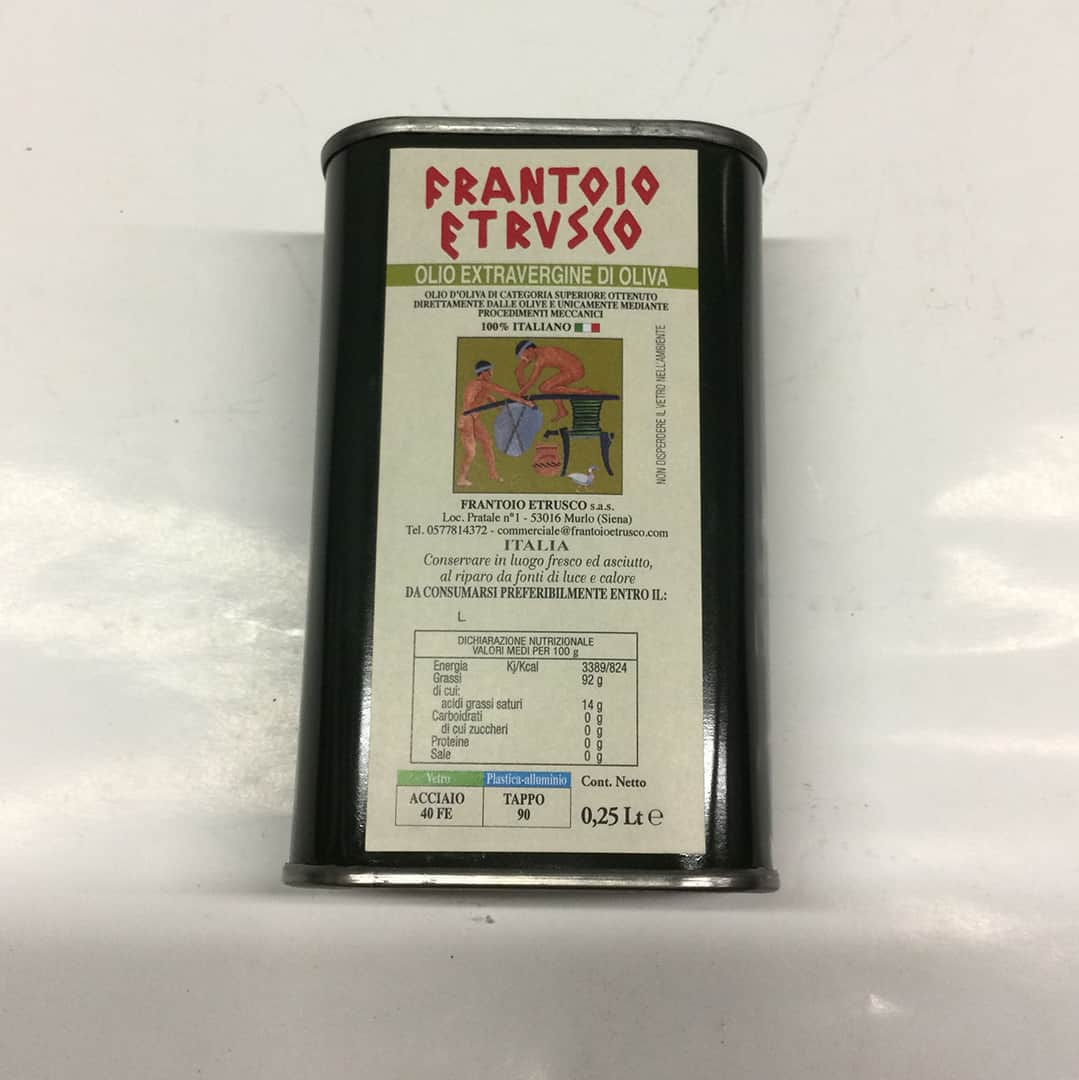 FRANTOIO
ETRVSCO
OLIO EXTRAVERGINE DI OLIVA
OLIO D'OLIVA DI CATEGORIA SUPERIORE OTTENUTO
DIRETTAMENTE DALLE OLIVE E UNICAMENTE MEDIANTE
PROCEDIMENTI MECCANICI
100% ITALIANO
NON DISPERDERE IL VETRO NELL'AMBIENTE
FRANTOIO ETRUSCO s.a.s.
Loc. Pratale n°1 - 53016 Murlo (Siena)
Tel. 0577814372 - commerciale@frantoioetrusco.com
ITALIA
Conservare in luogo fresco ed asciutto,
al riparo da fonti di luce e calore
DA CONSUMARSI PREFERIBILMENTE ENTRO IL:
L.
DICHIARAZIONE NUTRIZIONALE
VALORI MEDI PER 100 g
Energia Kj/Kcal 3389/824
Grassi 92 g
di cui:
acidi grassi saturi 14 g
Carboidrati 0 g
di cui zuccheri 0 g
Proteine 0 g
Sale 0 g
Vetro Plastica-alluminio Cont. Netto
ACCIAIO TAPPO
40 FE 90 0,25 Lt e